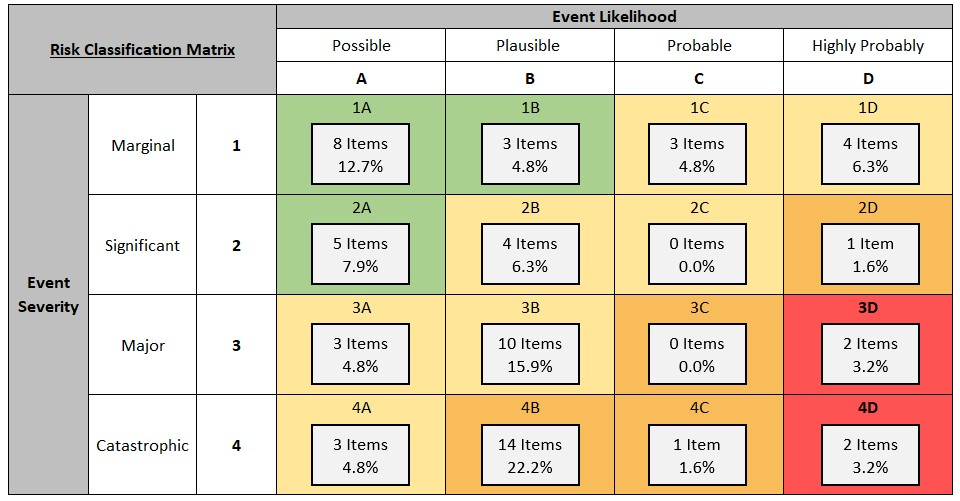 Risk Classification Matrix
Event Likelihood
Possible Plausible Probable Highly Probably
A B C D
Event Severity
Marginal 1
1A 1B 1C 1D
8 Items 3 Items 3 Items 4 Items
12.7% 4.8% 4.8% 6.3%
Significant 2
2A 2B 2C 2D
5 Items 4 Items 0 Items 1 Item
7.9% 6.3% 0.0% 1.6%
Major 3
3A 3B 3C 3D
3 Items 10 Items 0 Items 2 Items
4.8% 15.9% 0.0% 3.2%
Catastrophic 4
4A 4B 4C 4D
3 Items 14 Items 1 Item 2 Items
4.8% 22.2% 1.6% 3.2%